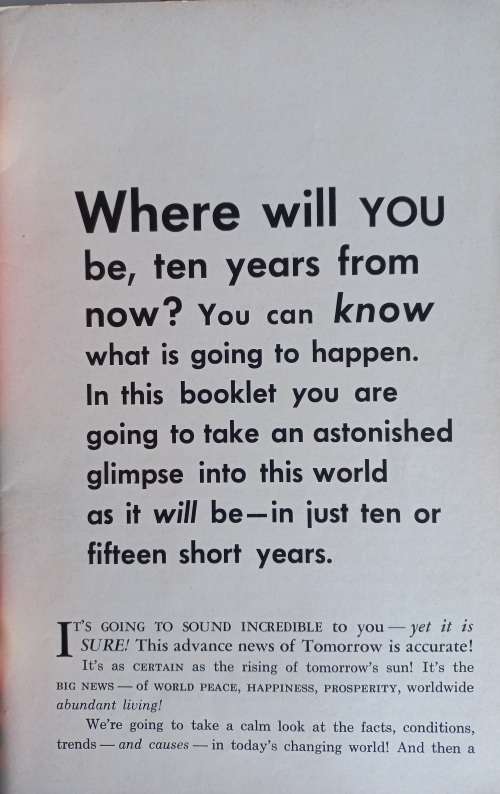 Where will YOU
be, ten years from
now? You can know
what is going to happen.
In this booklet you are
going to take an astonished
glimpse into this world
as it will be—in just ten or
fifteen short years.
IT'S GOING TO SOUND INCREDIBLE to you — yet it is
SURE! This advance news of Tomorrow is accurate!
It's as CERTAIN as the rising of tomorrow's sun! It's the
BIG NEWS — of WORLD PEACE, HAPPINESS, PROSPERITY, worldwide
abundant living!
We're going to take a calm look at the facts, conditions,
trends — and causes — in today's changing world! And then a